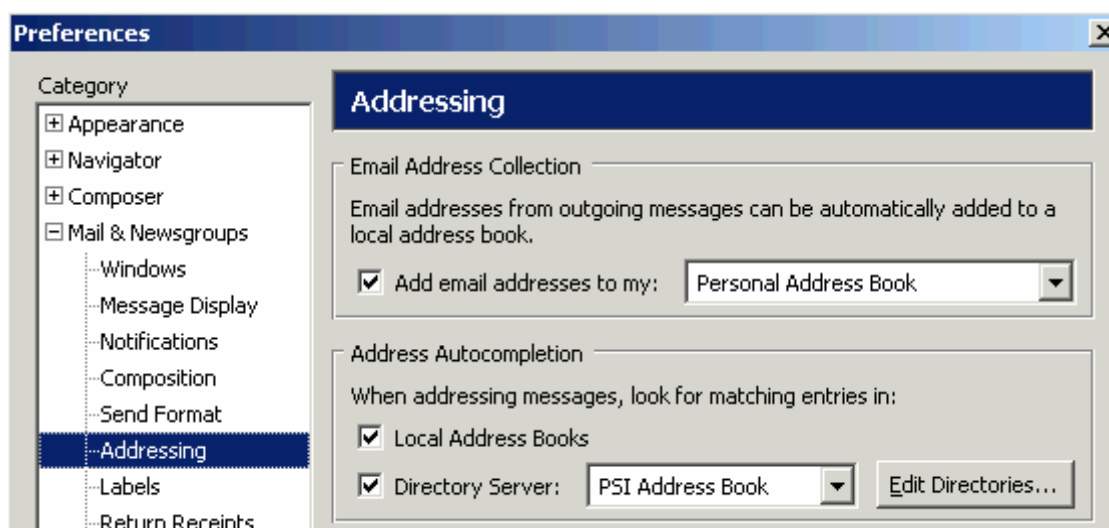 Preferences
Category
Appearance
Navigator
Composer
Mail & Newsgroups
Windows
Message Display
Notifications
Composition
Send Format
Addressing
Labels
Return Receipts
Addressing
Email Address Collection
Email addresses from outgoing messages can be automatically added to a
local address book.
Add email addresses to my: Personal Address Book
Address Autocompletion
When addressing messages, look for matching entries in:
Local Address Books
Directory Server: PSI Address Book Edit Directories...